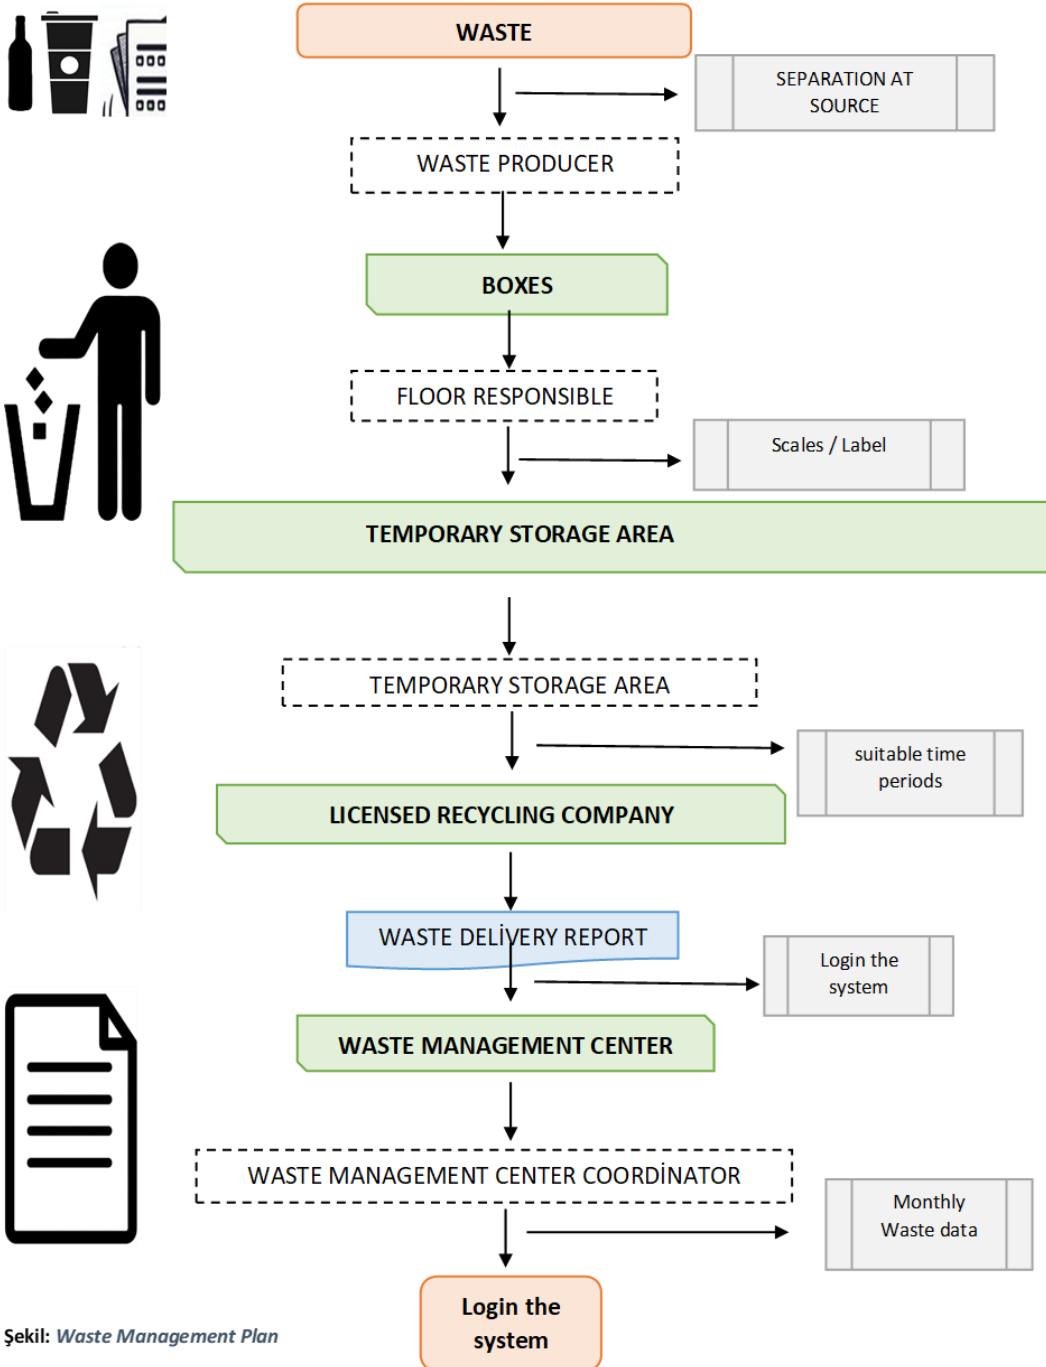 WASTE
SEPARATION AT
SOURCE
WASTE PRODUCER
BOXES
FLOOR RESPONSIBLE
Scales / Label
TEMPORARY STORAGE AREA
TEMPORARY STORAGE AREA
suitable time
periods
LICENSED RECYCLING COMPANY
WASTE DELİVERY REPORT
Login the
system
WASTE MANAGEMENT CENTER
WASTE MANAGEMENT CENTER COORDİNATOR
Monthly
Waste data
Login the
system
Şekil: Waste Management Plan